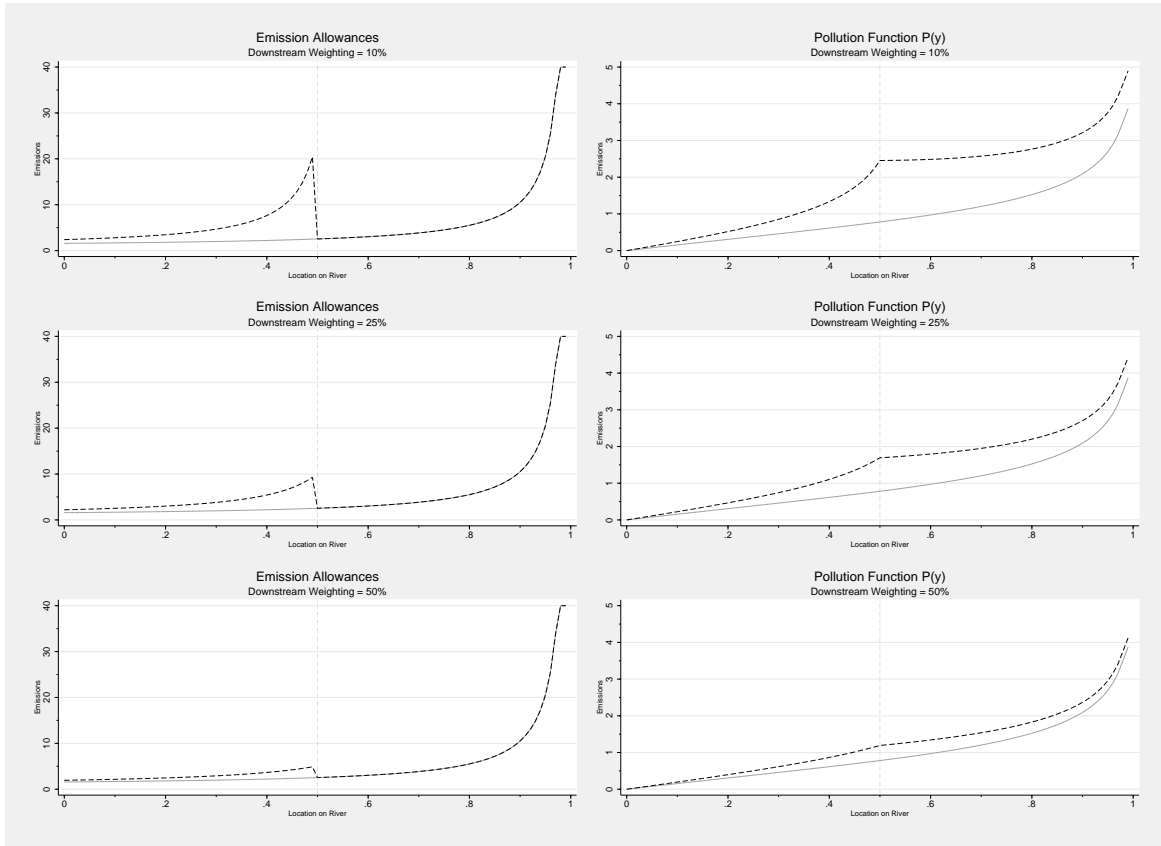 Emission Allowances
Downstream Weighting = 10%
Emissions
0
10
20
30
40
0
.2
.4
.6
.8
1
Location on River
Pollution Function P(y)
Downstream Weighting = 10%
Emissions
0
1
2
3
4
5
0
.2
.4
.6
.8
1
Location on River
Emission Allowances
Downstream Weighting = 25%
Emissions
0
10
20
30
40
0
.2
.4
.6
.8
1
Location on River
Pollution Function P(y)
Downstream Weighting = 25%
Emissions
0
1
2
3
4
5
0
.2
.4
.6
.8
1
Location on River
Emission Allowances
Downstream Weighting = 50%
Emissions
0
10
20
30
40
0
.2
.4
.6
.8
1
Location on River
Pollution Function P(y)
Downstream Weighting = 50%
Emissions
0
1
2
3
4
5
0
.2
.4
.6
.8
1
Location on River